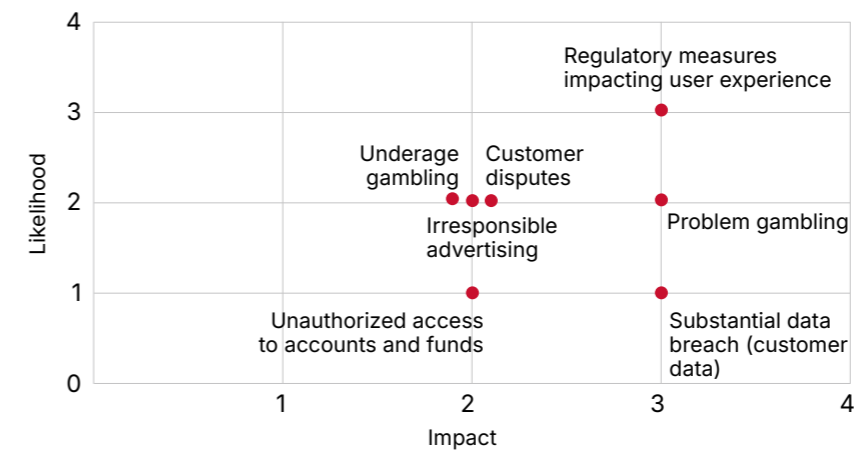 4
Regulatory measures
impacting user experience
3
Underage
gambling
Customer
disputes
2
Irresponsible
advertising
Problem gambling
1
Unauthorized access
to accounts and funds
Substantial data
breach (customer
data)
0
1
2
3
4
Likelihood
Impact